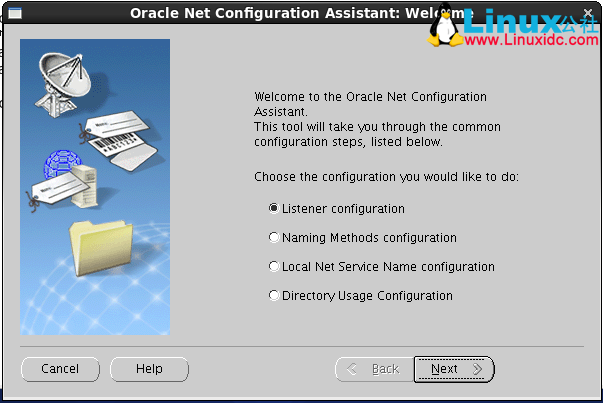 Oracle Net Configuration Assistant: Welcome
Linux公社
www.Linuxidc.com
Welcome to the Oracle Net Configuration
Assistant.
This tool will take you through the common
configuration steps, listed below.
Choose the configuration you would like to do:
Listener configuration
Naming Methods configuration
Local Net Service Name configuration
Directory Usage Configuration
Cancel
Help
Back
Next